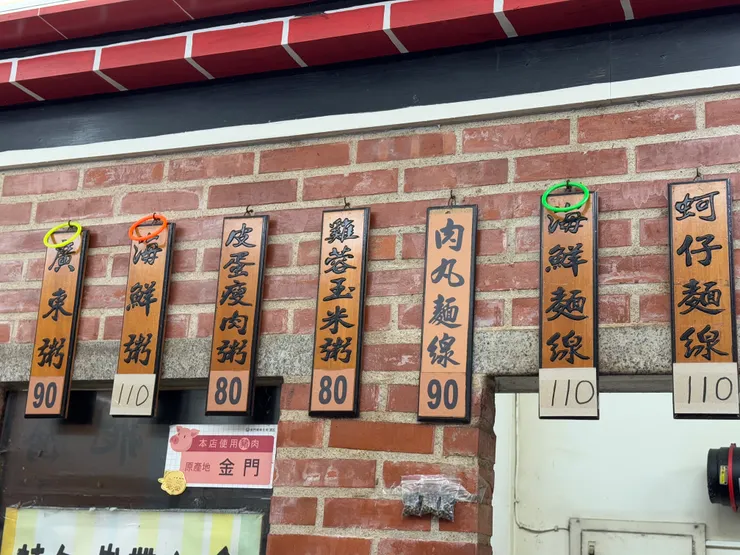 廣東粥
90
海鮮粥
110
皮蛋瘦肉粥
80
雞蓉玉米粥
80
肉丸麵線
90
海鮮麵線
110
蚵仔麵線
110
本店使用豬肉
原產地 金門